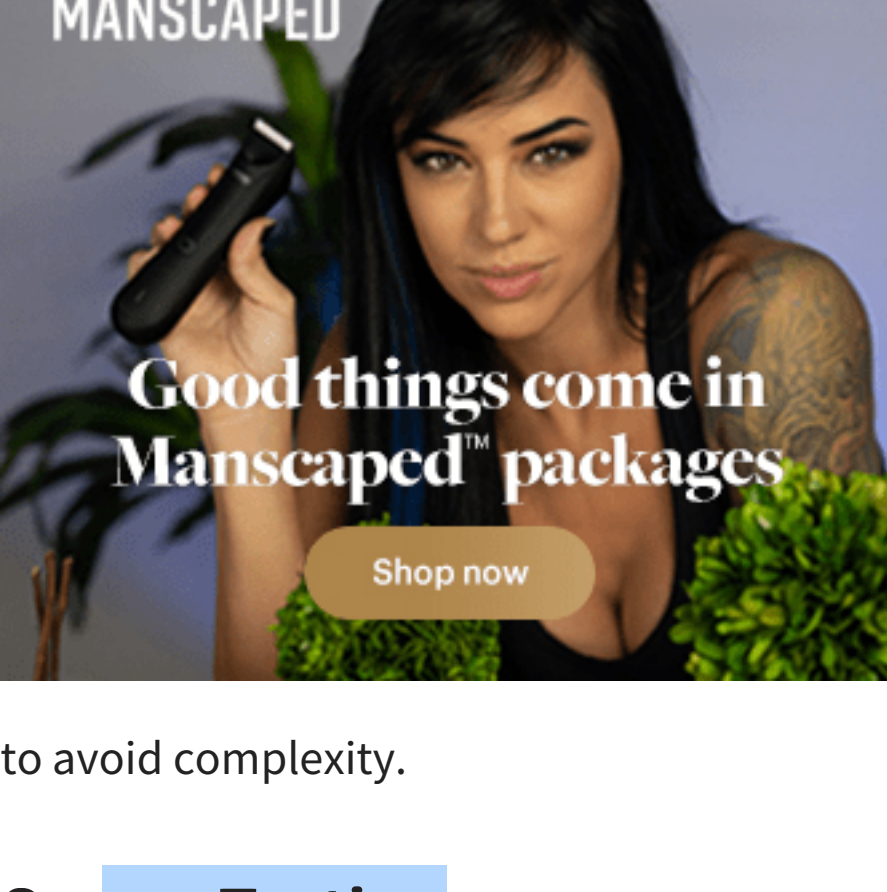 MANSCAPED
Good things come in
Manscaped™ packages
Shop now
to avoid complexity.